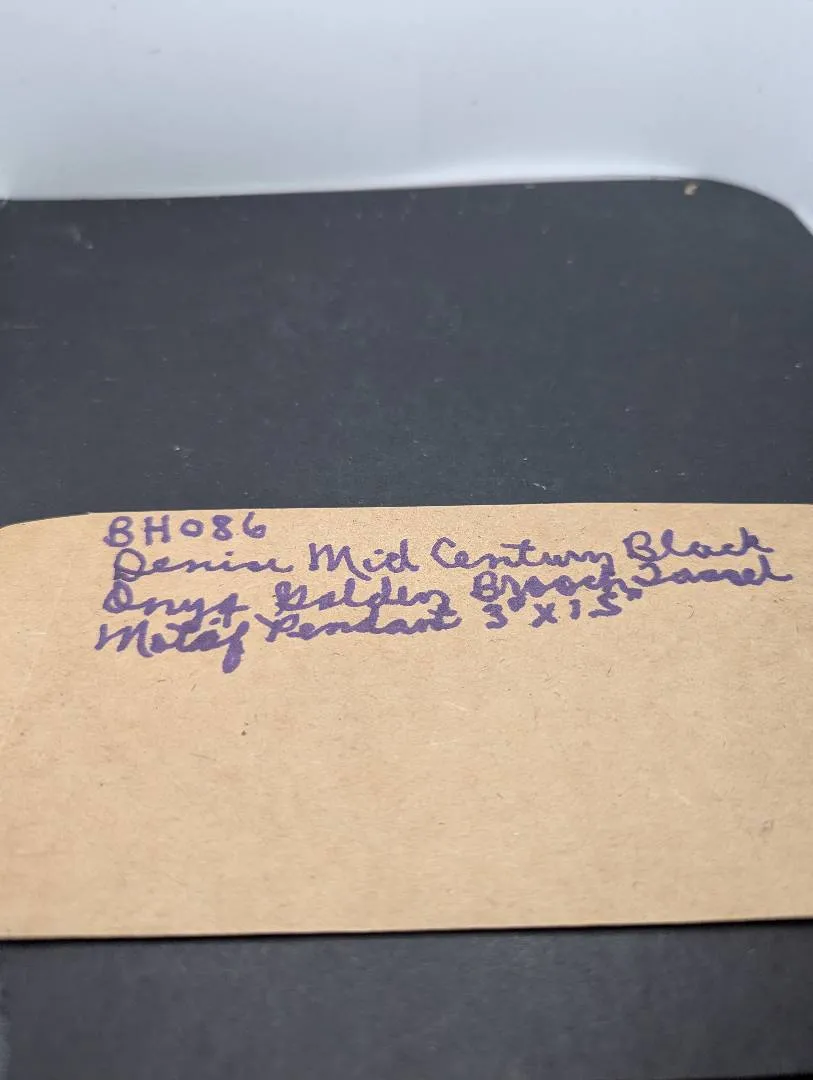 BH086
Denise Mid Century Black
Onyx Golden Brooch Tassel
Motif Pendant 3" X 1.5"